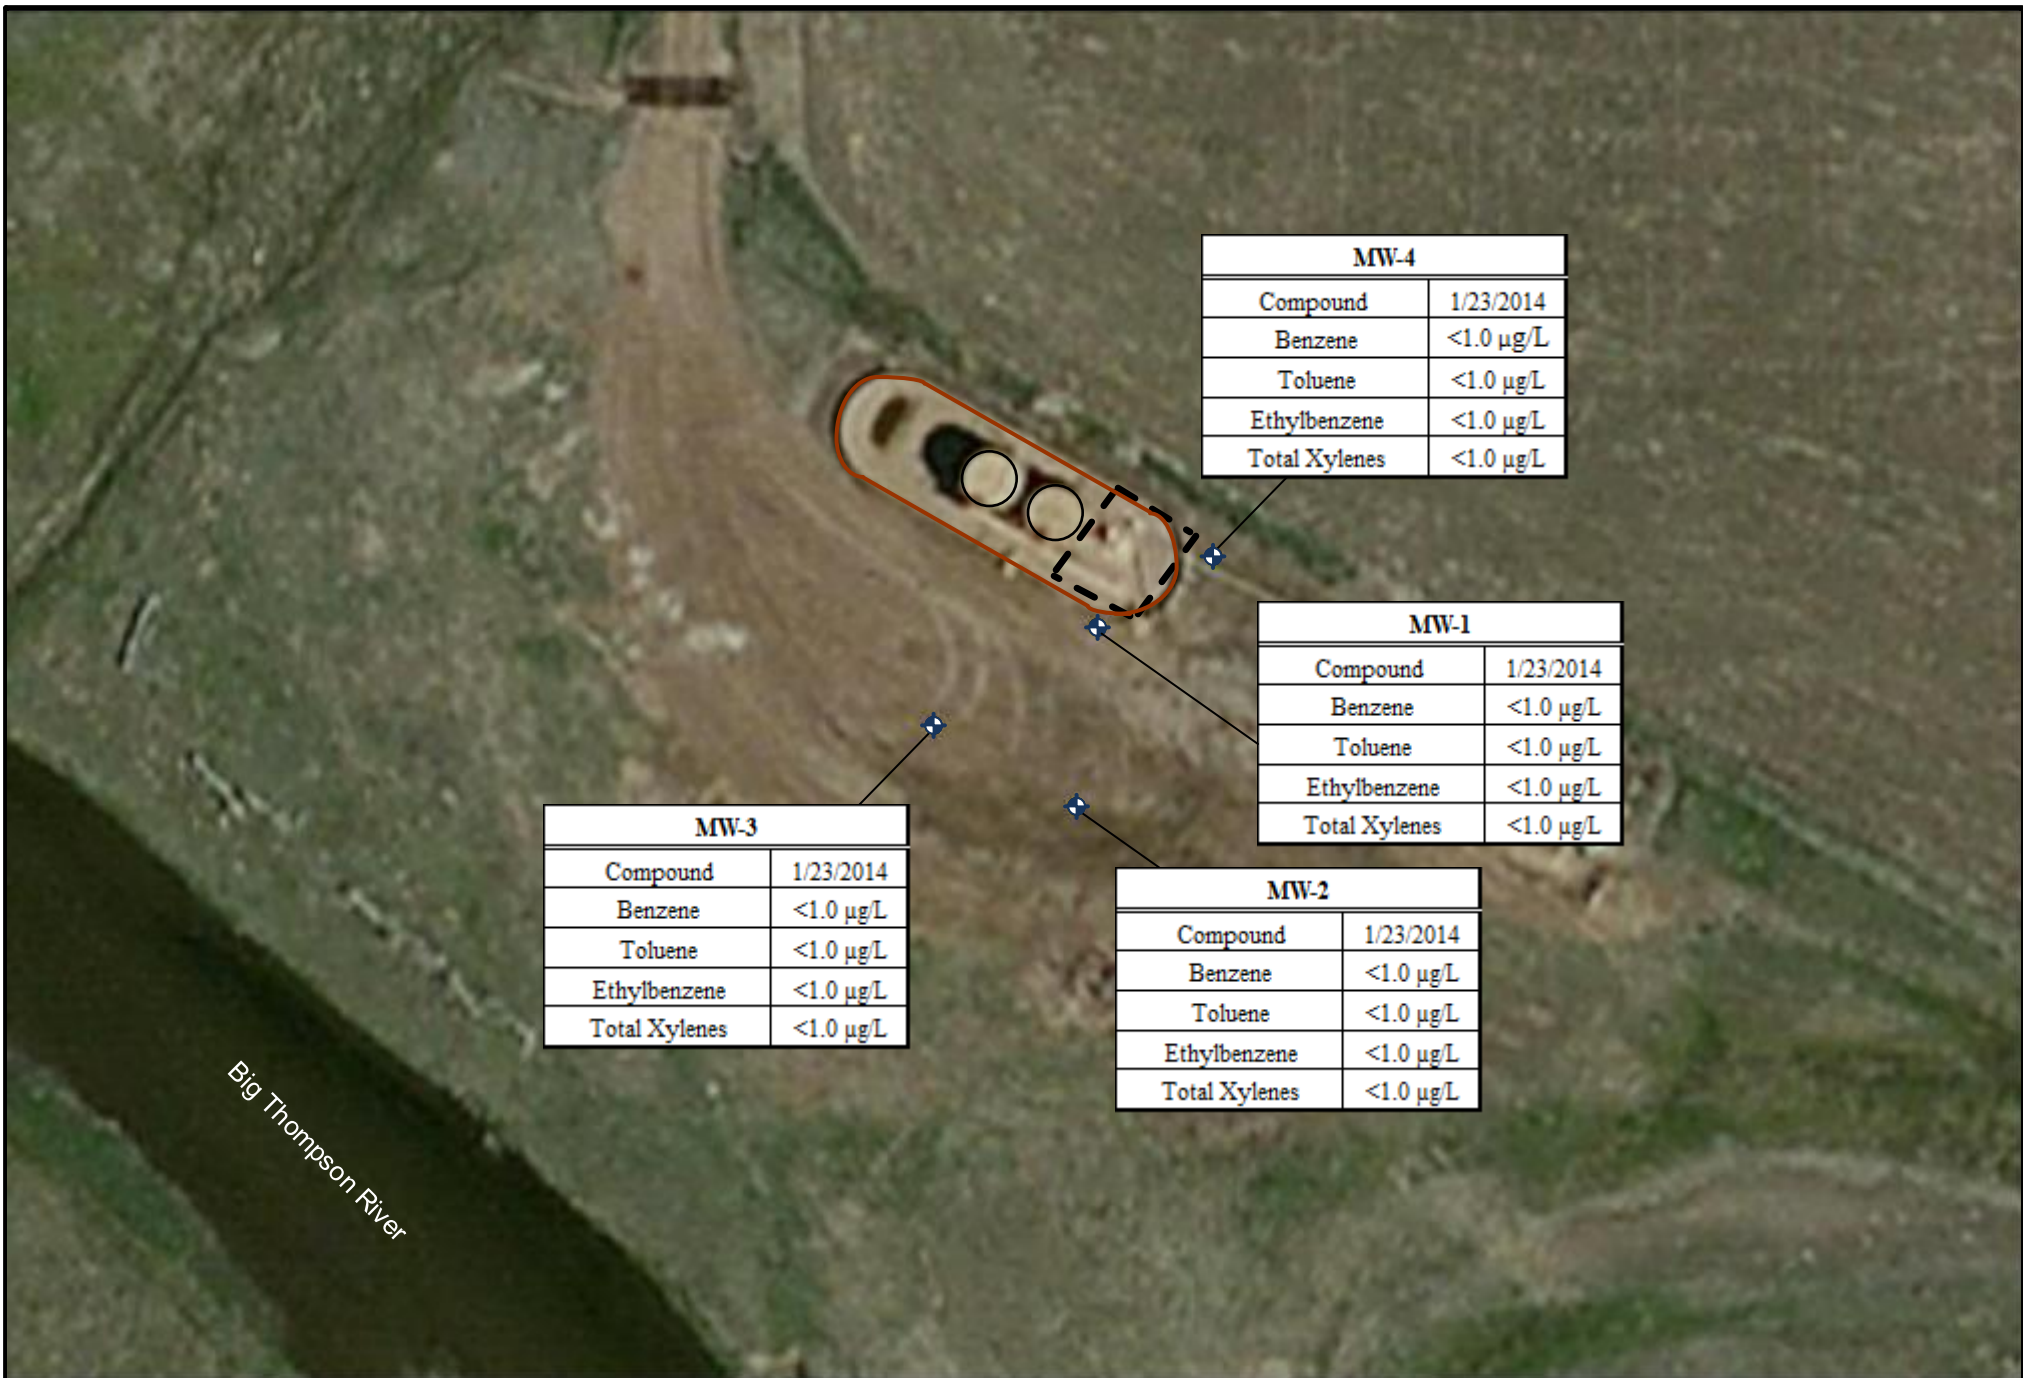 MW-4
Compound 1/23/2014
Benzene <1.0 µg/L
Toluene <1.0 µg/L
Ethylbenzene <1.0 µg/L
Total Xylenes <1.0 µg/L
MW-1
Compound 1/23/2014
Benzene <1.0 µg/L
Toluene <1.0 µg/L
Ethylbenzene <1.0 µg/L
Total Xylenes <1.0 µg/L
MW-3
Compound 1/23/2014
Benzene <1.0 µg/L
Toluene <1.0 µg/L
Ethylbenzene <1.0 µg/L
Total Xylenes <1.0 µg/L
MW-2
Compound 1/23/2014
Benzene <1.0 µg/L
Toluene <1.0 µg/L
Ethylbenzene <1.0 µg/L
Total Xylenes <1.0 µg/L
Big Thompson River